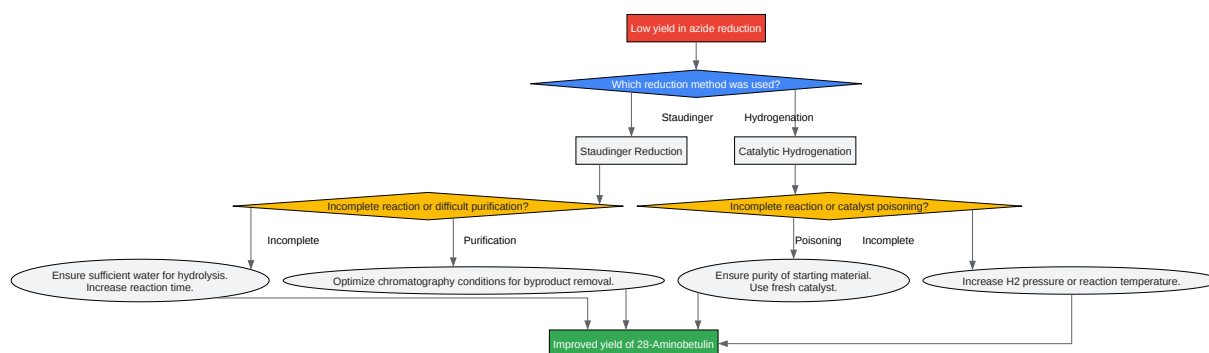 Low yield in azide reduction
Which reduction method was used?
Staudinger
Hydrogenation
Staudinger Reduction
Catalytic Hydrogenation
Incomplete reaction or difficult purification?
Incomplete reaction or catalyst poisoning?
Incomplete
Purification
Poisoning
Incomplete
Ensure sufficient water for hydrolysis.
Increase reaction time.
Optimize chromatography conditions for byproduct removal.
Ensure purity of starting material.
Use fresh catalyst.
Increase H2 pressure or reaction temperature.
Improved yield of 28-Aminobetulin